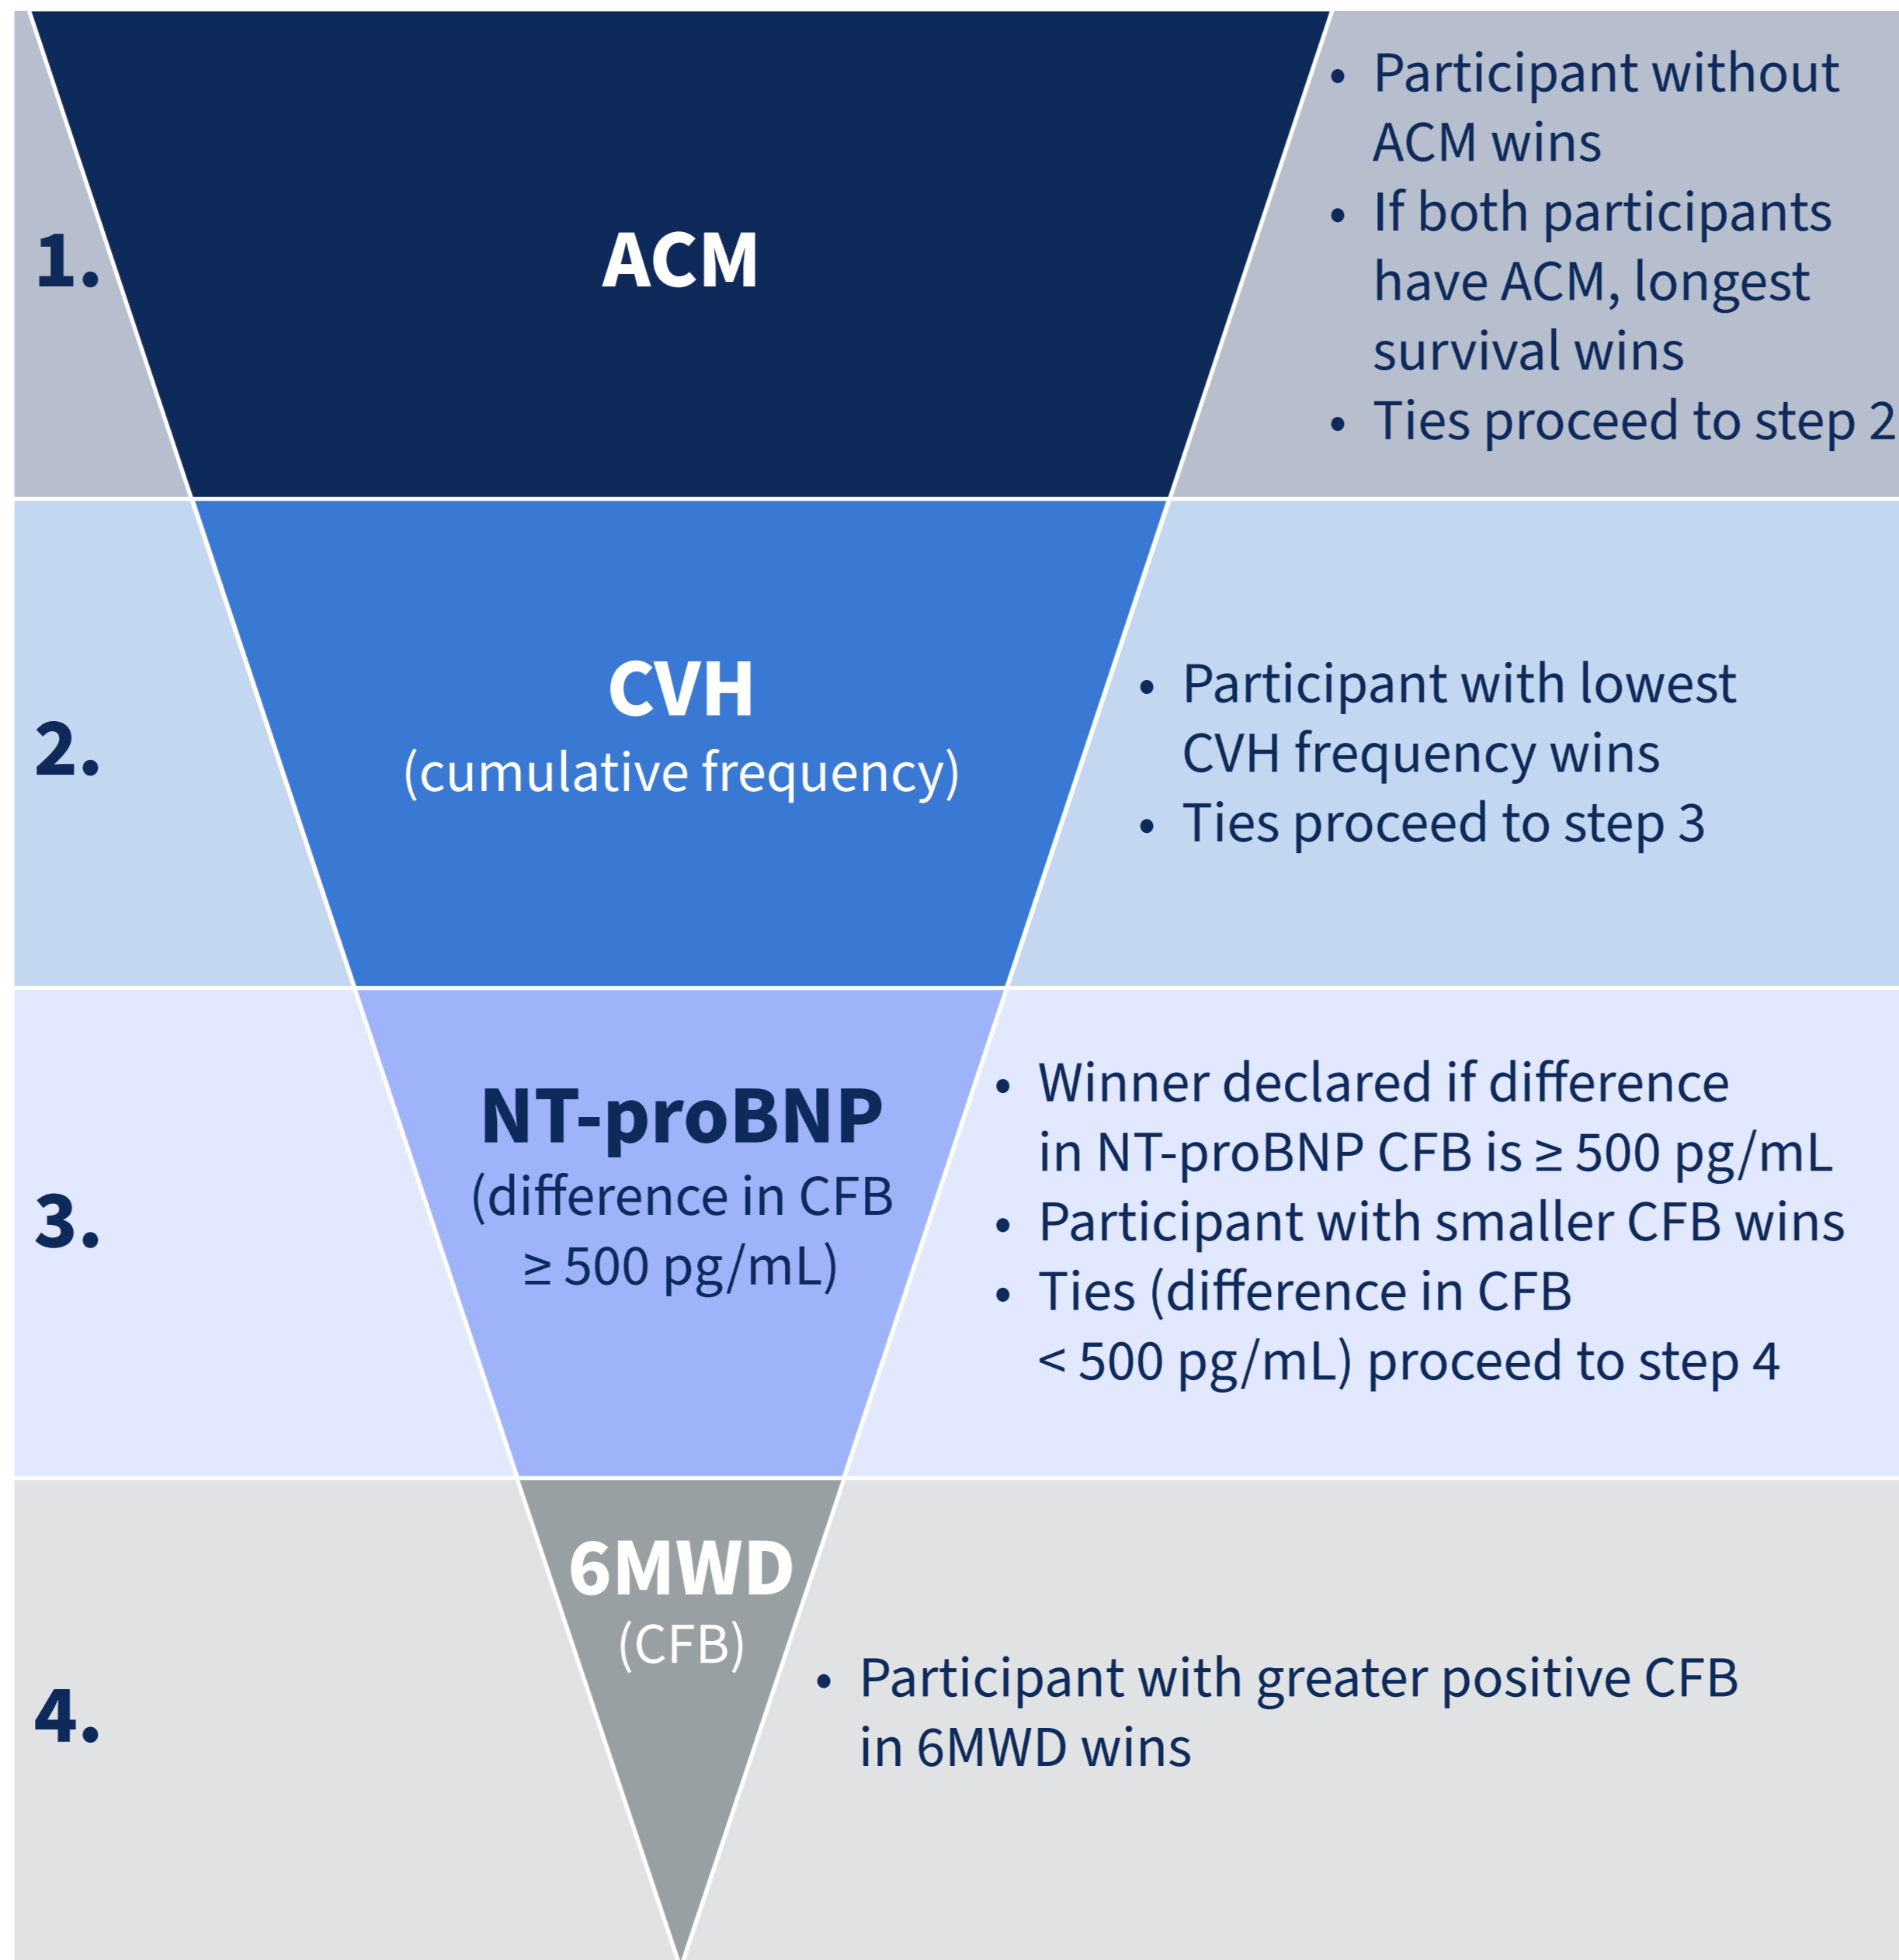 1.
ACM
• Participant without
ACM wins
• If both participants
have ACM, longest
survival wins
• Ties proceed to step 2
2.
CVH
(cumulative frequency)
• Participant with lowest
CVH frequency wins
• Ties proceed to step 3
3.
NT-proBNP
(difference in CFB
≥ 500 pg/mL)
• Winner declared if difference
in NT-proBNP CFB is ≥ 500 pg/mL
• Participant with smaller CFB wins
• Ties (difference in CFB
< 500 pg/mL) proceed to step 4
4.
6MWD
(CFB)
• Participant with greater positive CFB
in 6MWD wins